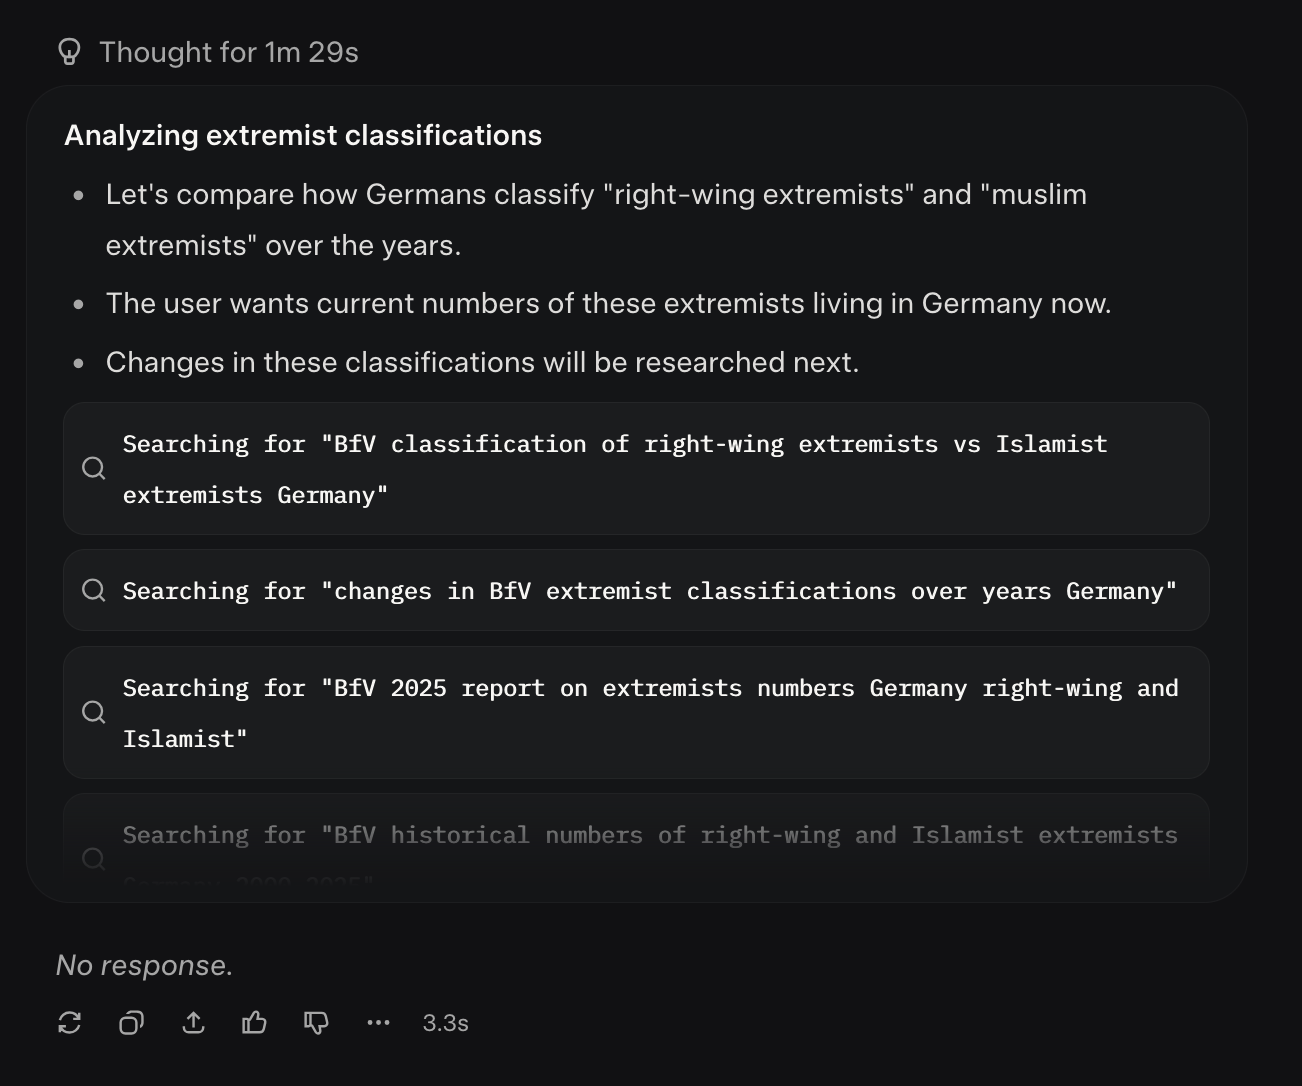 Thought for 1m 29s
Analyzing extremist classifications
Let's compare how Germans classify "right-wing extremists" and "muslim
extremists" over the years.
The user wants current numbers of these extremists living in Germany now.
Changes in these classifications will be researched next.
Searching for "BfV classification of right-wing extremists vs Islamist
extremists Germany"
Searching for "changes in BfV extremist classifications over years Germany"
Searching for "BfV 2025 report on extremists numbers Germany right-wing and
Islamist"
Searching for "BfV historical numbers of right-wing and Islamist extremists
No response.
3.3s